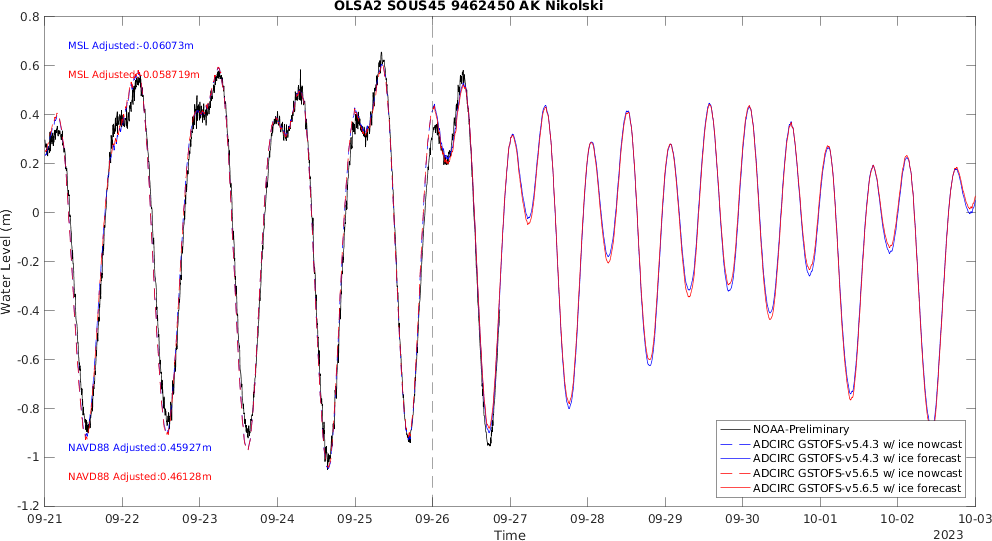 OLSA2 SOUS45 9462450 AK Nikolski
0.8
0.6
0.4
0.2
0
-0.2
-0.4
-0.6
-0.8
-1
-1.2
Water Level (m)
MSL Adjusted:-0.06073m
MSL Adjusted:-0.058719m
NAVD88 Adjusted:0.45927m
NAVD88 Adjusted:0.46128m
NOAA-Preliminary
ADCIRC GSTOFS-v5.4.3 w/ ice nowcast
ADCIRC GSTOFS-v5.4.3 w/ ice forecast
ADCIRC GSTOFS-v5.6.5 w/ ice nowcast
ADCIRC GSTOFS-v5.6.5 w/ ice forecast
09-21 09-22 09-23 09-24 09-25 09-26 09-27 09-28 09-29 09-30 10-01 10-02 10-03
Time
2023